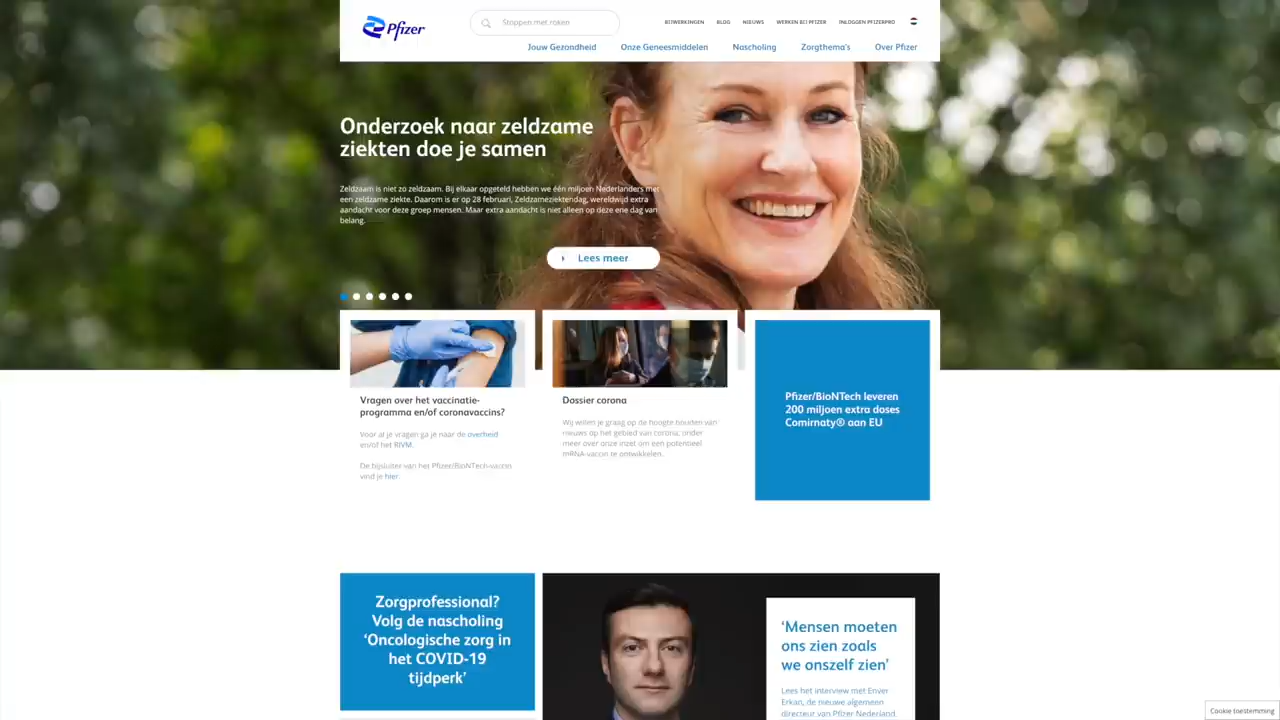 Pfizer
Stoppen met roken
BIJWERKINGEN BLOG NIEUWS WERKEN BIJ PFIZER INLOGGEN PFIZERPRO
Jouw Gezondheid Onze Geneesmiddelen Nascholing Zorgthema's Over Pfizer
Onderzoek naar zeldzame
ziekten doe je samen
Zeldzaam is niet zo zeldzaam. Bij elkaar opgeteld hebben we één miljoen Nederlanders met
een zeldzame ziekte. Daarom is er op 28 februari, Zeldzameziektendag, wereldwijd extra
aandacht voor deze groep mensen. Maar extra aandacht is niet alleen op deze ene dag van
belang.
Lees meer
Vragen over het vaccinatie-
programma en/of coronavaccins?
Voor al je vragen ga je naar de overheid
en/of het RIVM.
De bijsluiter van het Pfizer/BioNTech-vaccin
vind je hier.
Dossier corona
Wij willen je graag op de hoogte houden van
nieuws op het gebied van corona, onder
meer over onze inzet om een potentieel
mRNA-vaccin te ontwikkelen.
Pfizer/BioNTech leveren
200 miljoen extra doses
Comirnaty® aan EU
Zorgprofessional?
Volg de nascholing
‘Oncologische zorg in
het COVID-19
tijdperk’
‘Mensen moeten
ons zien zoals
we onszelf zien’
Lees het interview met Enver
Erkan, de nieuwe algemeen
directeur van Pfizer Nederland.
Cookie toestemming